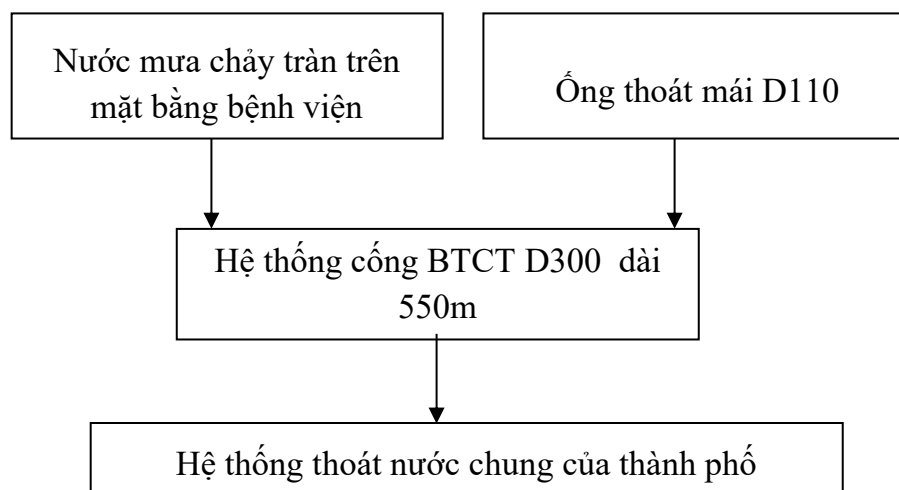 Nước mưa chảy tràn trên
mặt bằng bệnh viện
Ống thoát mái D110
Hệ thống cống BTCT D300 dài
550m
Hệ thống thoát nước chung của thành phố